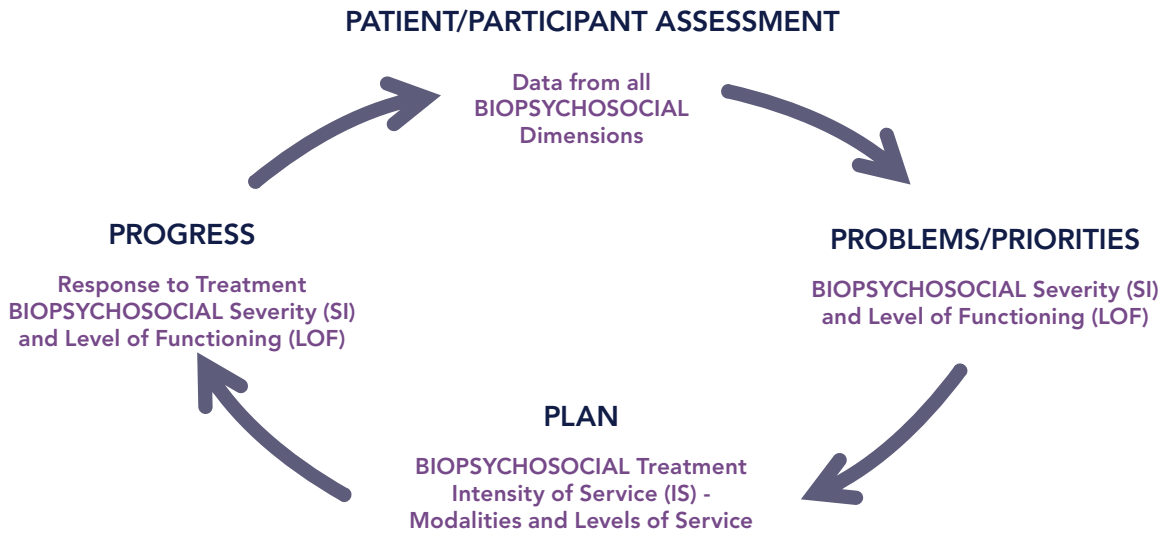 PATIENT/PARTICIPANT ASSESSMENT
Data from all
BIOPSYCHOSOCIAL
Dimensions
PROBLEMS/PRIORITIES
BIOPSYCHOSOCIAL Severity (SI)
and Level of Functioning (LOF)
PLAN
BIOPSYCHOSOCIAL Treatment
Intensity of Service (IS) -
Modalities and Levels of Service
PROGRESS
Response to Treatment
BIOPSYCHOSOCIAL Severity (SI)
and Level of Functioning (LOF)